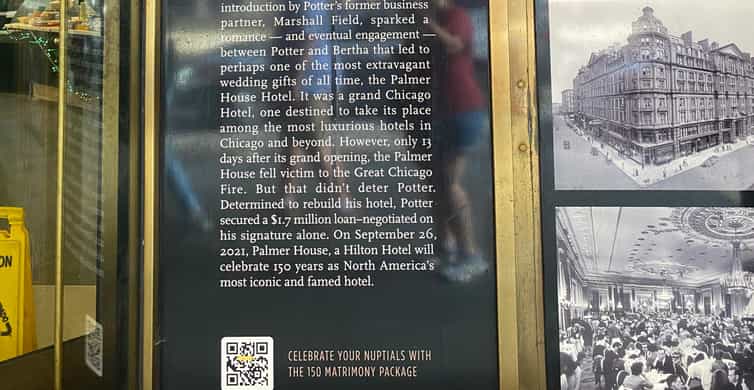 introduction by Potter's former business
partner, Marshall Field, sparked a
romance — and eventual engagement —
between Potter and Bertha that led to
perhaps one of the most extravagant
wedding gifts of all time, the Palmer
House Hotel. It was a grand Chicago
Hotel, one destined to take its place
among the most luxurious hotels in
Chicago and beyond. However, only 13
days after its grand opening, the Palmer
House fell victim to the Great Chicago
Fire. But that didn't deter Potter.
Determined to rebuild his hotel, Potter
secured a $1.7 million loan–negotiated on
his signature alone. On September 26,
2021, Palmer House, a Hilton Hotel will
celebrate 150 years as North America's
most iconic and famed hotel.
CELEBRATE YOUR NUPTIALS WITH
THE 150 MATRIMONY PACKAGE
ON